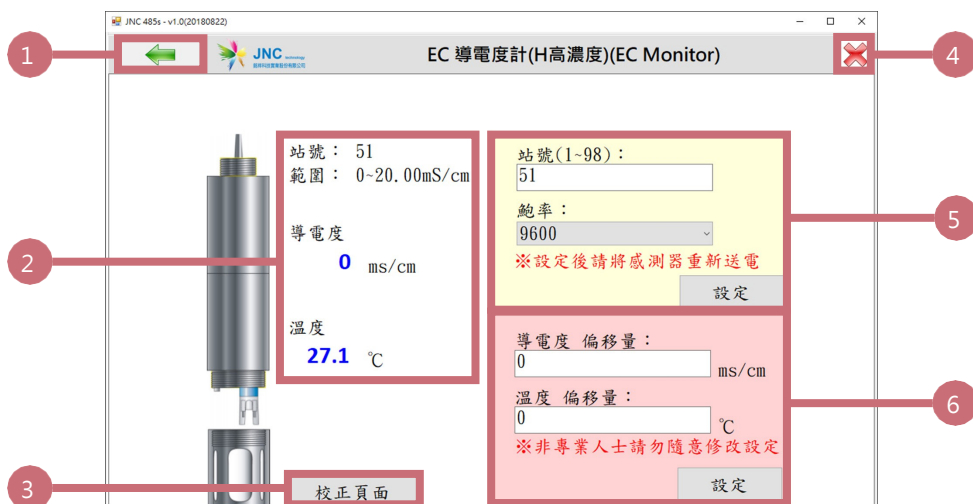 JNC 485s - v1.0(20180822)
JNC technology
EC 導電度計(H高濃度)(EC Monitor)
1
4
站號： 51
範圍： 0~20.00mS/cm
導電度
0 ms/cm
溫度
27.1 ℃
2
站號(1~98)：
51
鮑率：
9600
※設定後請將感測器重新送電
設定
5
導電度 偏移量：
0 ms/cm
溫度 偏移量：
0 ℃
※非專業人士請勿隨意修改設定
設定
6
3
校正頁面